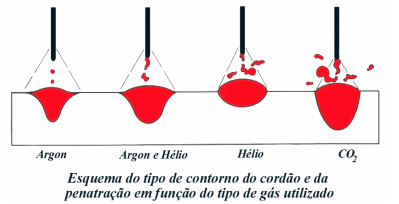 Argon
Argon e Hélio
Hélio
CO2
Esquema do tipo de contorno do cordão e da
penatração em função do tipo de gás utilizado